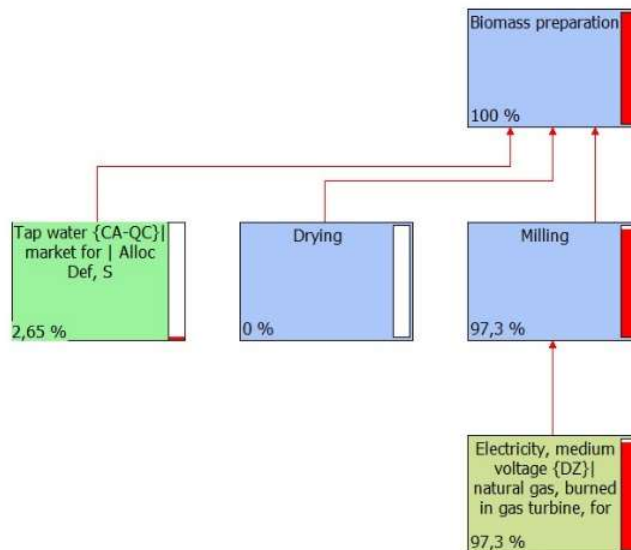 Biomass preparation
100 %
Tap water {CA-QC}|
market for | Alloc
Def, S
2,65 %
Drying
0 %
Milling
97,3 %
Electricity, medium
voltage {DZ}|
natural gas, burned
in gas turbine, for
97,3 %